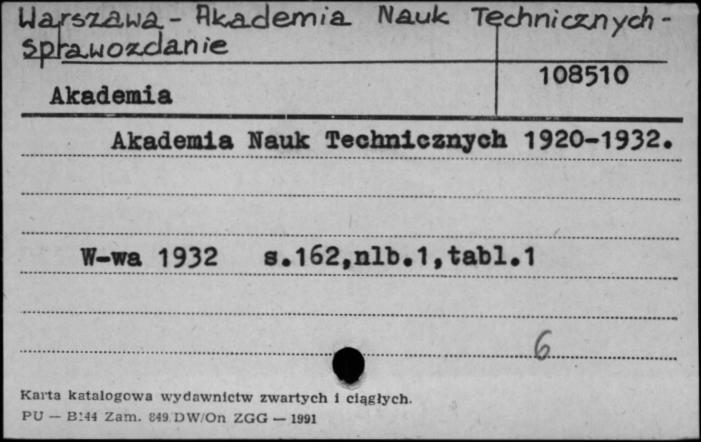 Warszawa - Akademia Nauk Technicznych -
sprawozdanie
108510
Akademia
Akademia Nauk Technicznych 1920-1932.
W-wa 1932 s.162,nlb.1,tabl.1
6
Karta katalogowa wydawnictw zwartych i ciągłych.
PU — B144 Zam. 849/DW/On ZGG — 1991